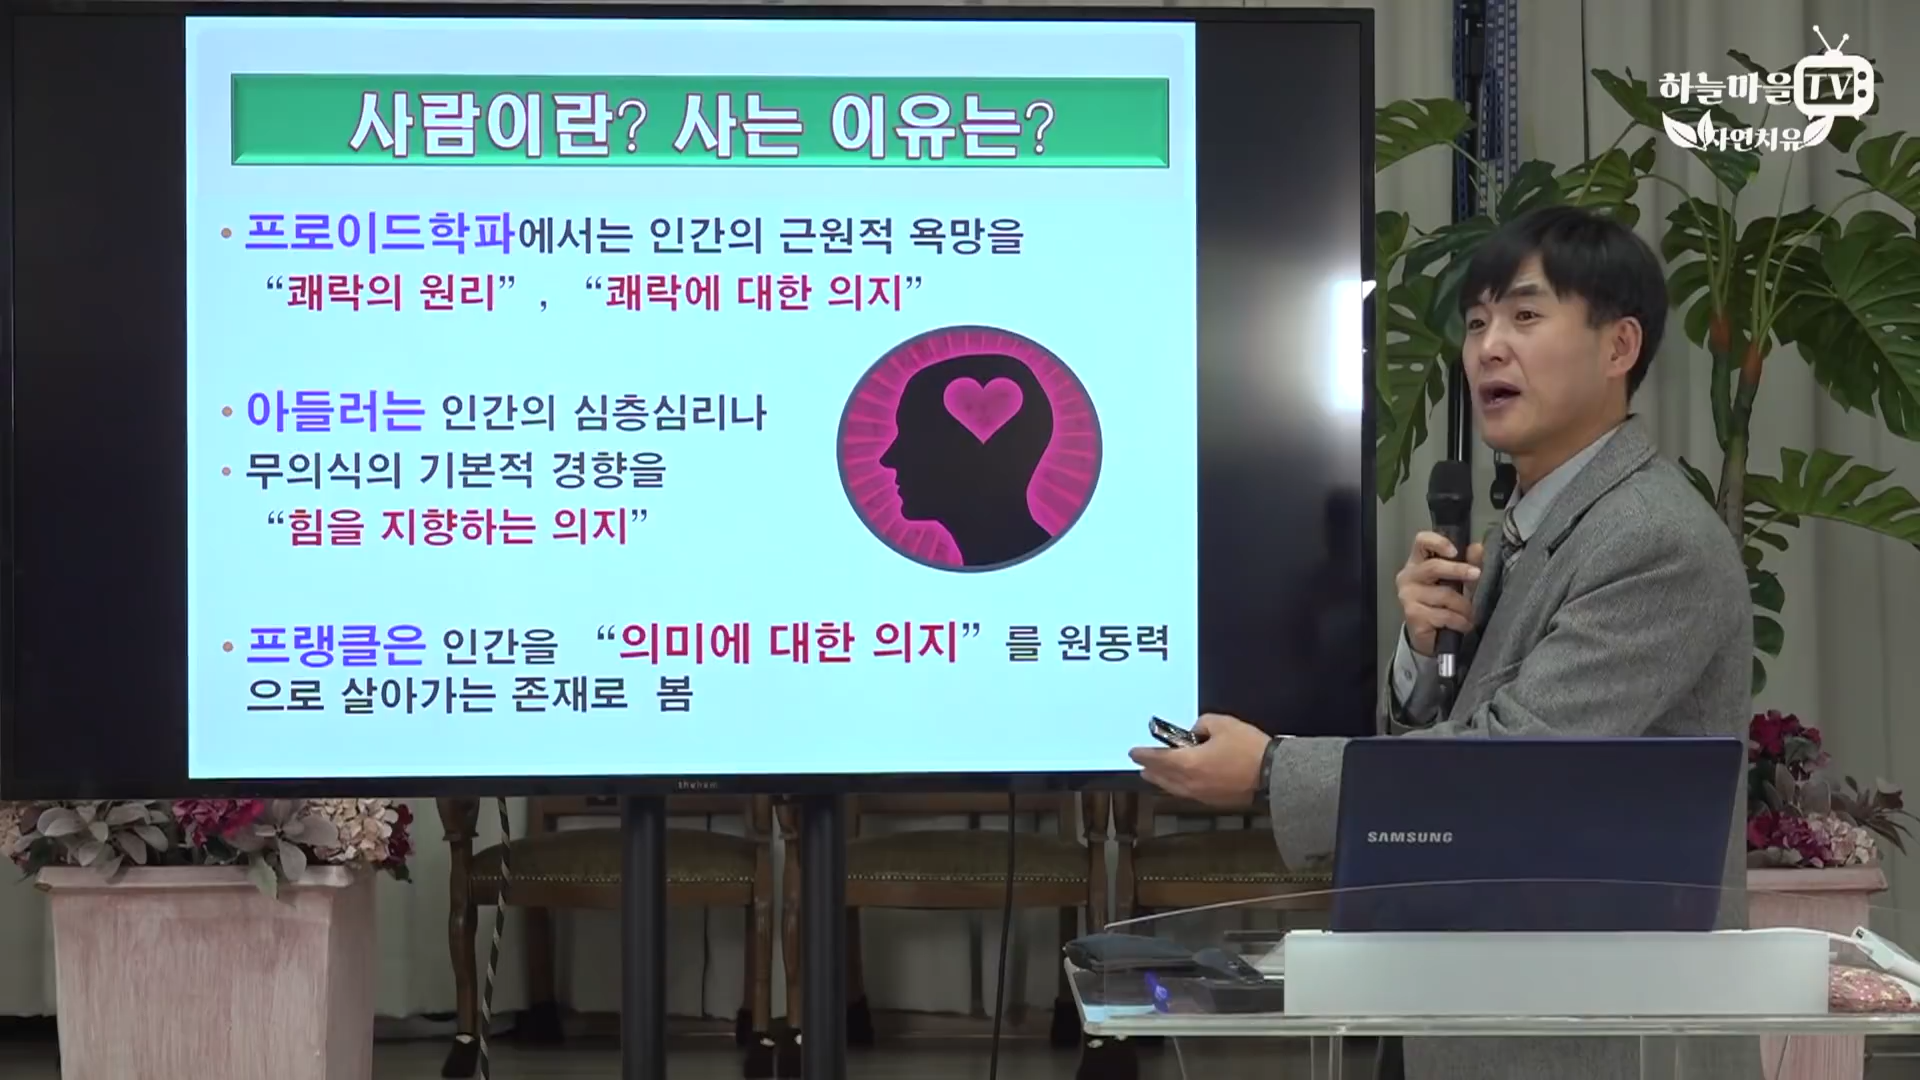 하늘마을 TV
자연치유
사람이란? 사는 이유는?
• 프로이드학파에서는 인간의 근원적 욕망을
“쾌락의 원리” , “쾌락에 대한 의지”
• 아들러는 인간의 심층심리나
• 무의식의 기본적 경향을
“힘을 지향하는 의지”
• 프랭클은 인간을 “의미에 대한 의지” 를 원동력
으로 살아가는 존재로 봄
SAMSUNG